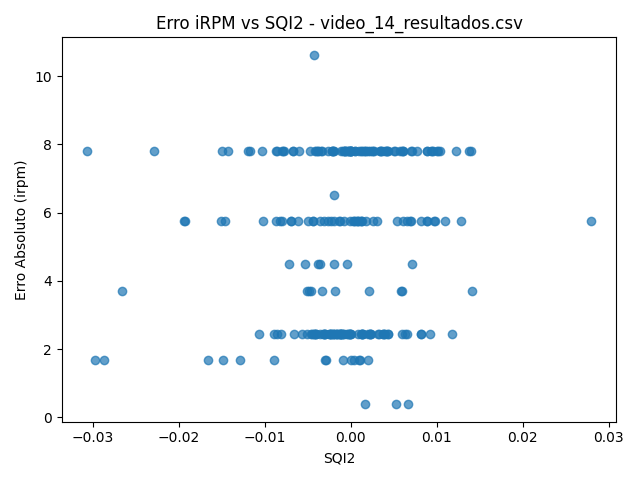 Erro iRPM vs SQI2 - video_14_resultados.csv
Erro Absoluto (irpm)
10
8
6
4
2
0
−0.03 −0.02 −0.01 0.00 0.01 0.02 0.03
SQI2